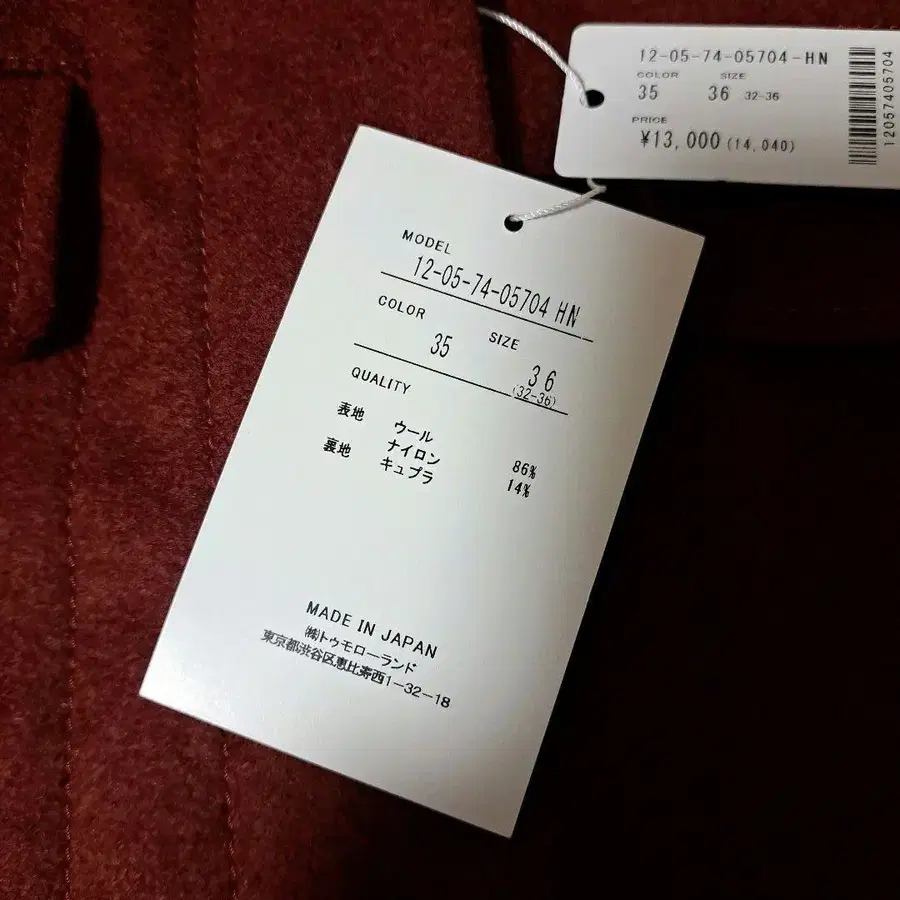 12-05-74-05704-HN
COLOR SIZE
35 36 32-36
PRICE
¥13,000(14,040)
12057405704
MODEL
12-05-74-05704 HN
COLOR SIZE
35 36
(32-36)
QUALITY
表地 ウール 86%
ナイロン 14%
裏地 キュプラ
MADE IN JAPAN
㈱トゥモローランド
東京都渋谷区恵比寿西1-32-18